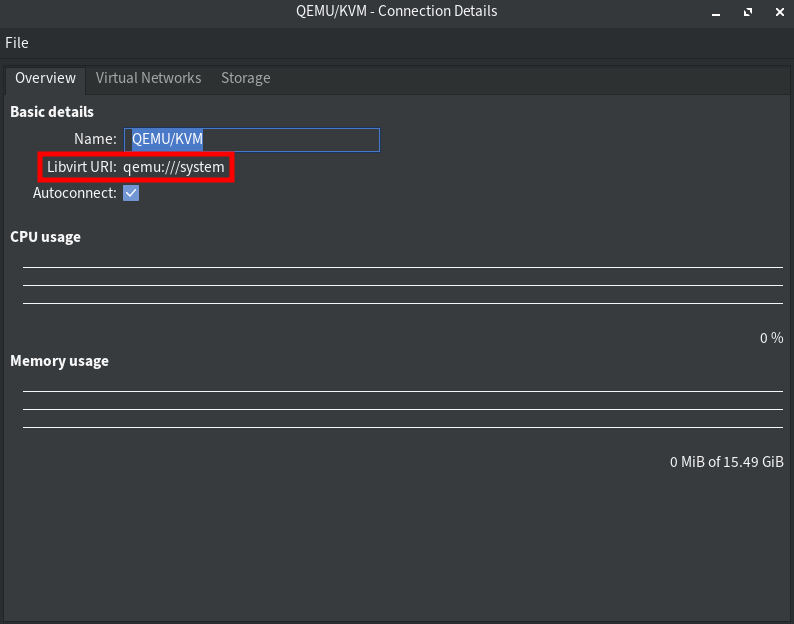 QEMU/KVM - Connection Details
File
Overview Virtual Networks Storage
Basic details
Name: QEMU/KVM
Libvirt URI: qemu:///system
Autoconnect:
CPU usage
0 %
Memory usage
0 MiB of 15.49 GiB